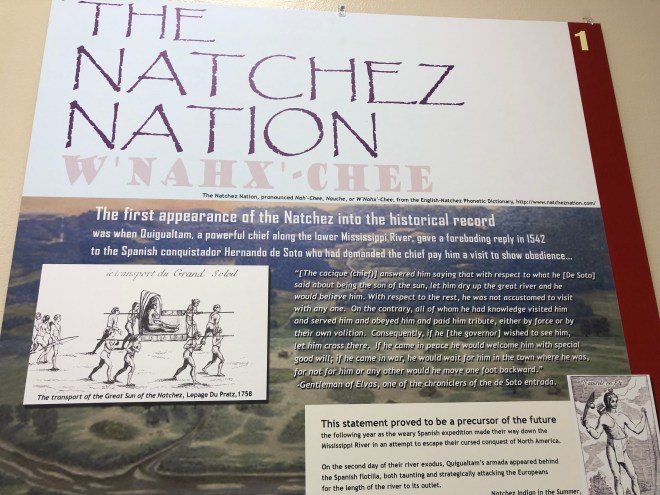 THE
NATCHEZ
NATION
1
W'NAHX'-CHEE
The Natchez Nation, pronounced Nah'-Chee, Nauche, or W'Nahx'-Chee, from the English-Natchez Phonetic Dictionary, http://www.natcheznation.com/
The first appearance of the Natchez into the historical record
was when Quigualtam, a powerful chief along the lower Mississippi River, gave a foreboding reply in 1542
to the Spanish conquistador Hernando de Soto who had demanded the chief pay him a visit to show obedience...
le transport du Grand Soleil
The transport of the Great Sun of the Natchez, Lepage Du Pratz, 1758
"[The cacique (chief)] answered him saying that with respect to what he [De Soto]
said about being the son of the sun, let him dry up the great river and he
would believe him. With respect to the rest, he was not accustomed to visit
with any one. On the contrary, all of whom he had knowledge visited him
and served him and obeyed him and paid him tribute, either by force or by
their own volition. Consequently, if he [the governor] wished to see him,
let him cross there. If he came in peace he would welcome him with special
good will; if he came in war, he would wait for him in the town where he was,
for not for him or any other would he move one foot backward."
-Gentleman of Elvas, one of the chroniclers of the de Soto entrada.
This statement proved to be a precursor of the future
the following year as the weary Spanish expedition made their way down the
Mississippi River in an attempt to escape their cursed conquest of North America.
On the second day of their river exodus, Quigualtam's armada appeared behind
the Spanish flotilla, both taunting and strategically attacking the Europeans
for the length of the river to its outlet.
Natchez Indian in the Summer,